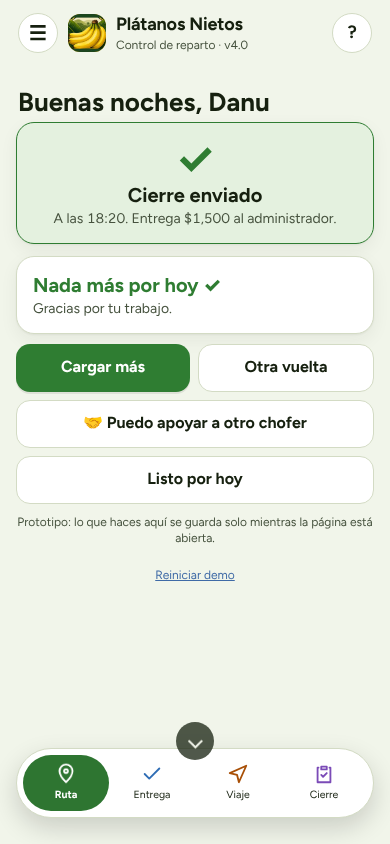 Plátanos Nietos
Control de reparto · v4.0
?
Buenas noches, Danu
Cierre enviado
A las 18:20. Entrega $1,500 al administrador.
Nada más por hoy ✔
Gracias por tu trabajo.
Cargar más
Otra vuelta
🤝 Puedo apoyar a otro chofer
Listo por hoy
Prototipo: lo que haces aquí se guarda solo mientras la página está
abierta.
Reiniciar demo
Ruta
Entrega
Viaje
Cierre